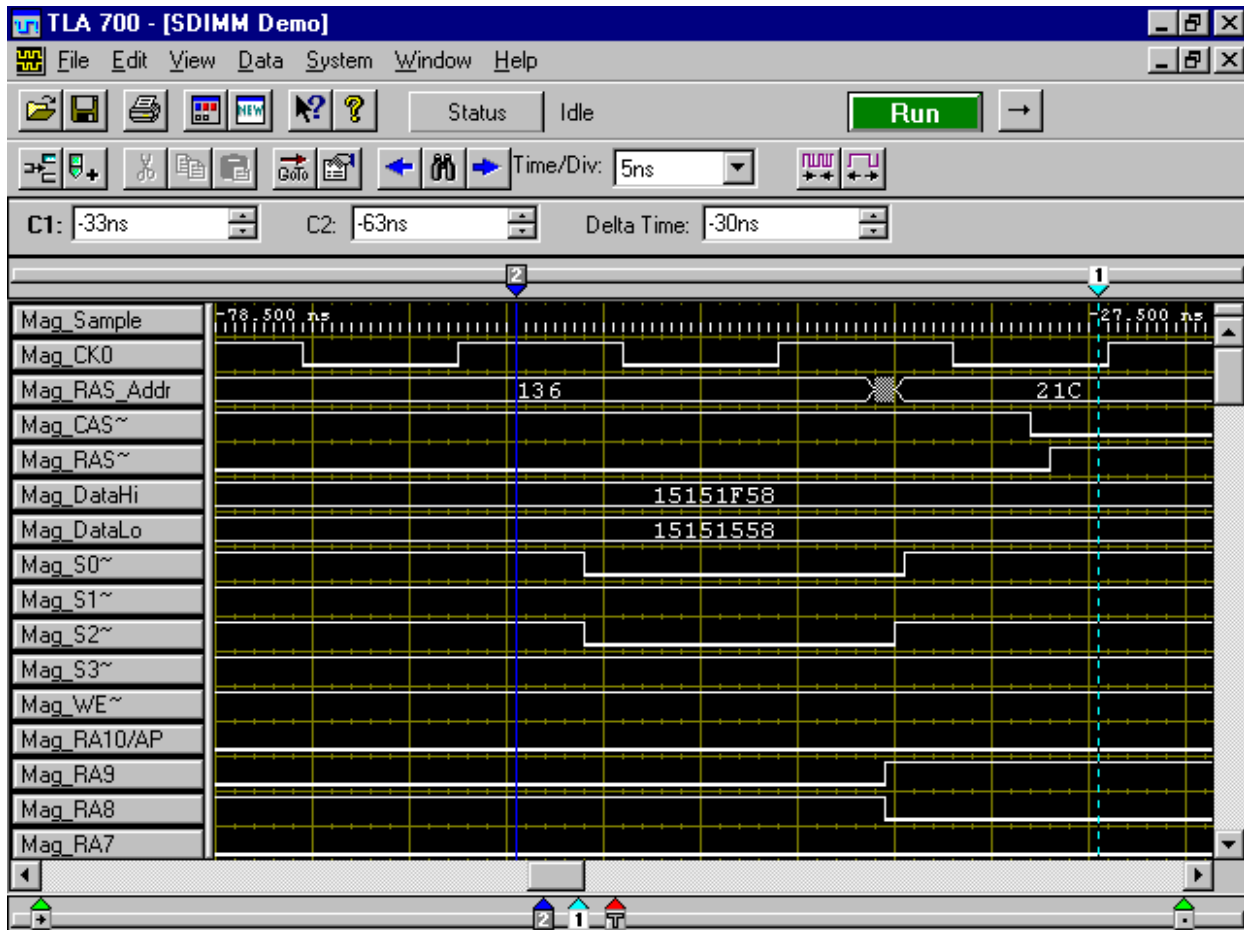 TLA 700 - [SDIMM Demo]
File Edit View Data System Window Help
NEW Status Idle Run
GoTo Time/Div: 5ns
C1: -33ns C2: -63ns Delta Time: -30ns
2 1
Mag_Sample -78.500 ns -27.500 ns
Mag_CK0
Mag_RAS_Addr 136 21C
Mag_CAS~
Mag_RAS~
Mag_DataHi 15151F58
Mag_DataLo 15151558
Mag_S0~
Mag_S1~
Mag_S2~
Mag_S3~
Mag_WE~
Mag_RA10/AP
Mag_RA9
Mag_RA8
Mag_RA7
2 1 T